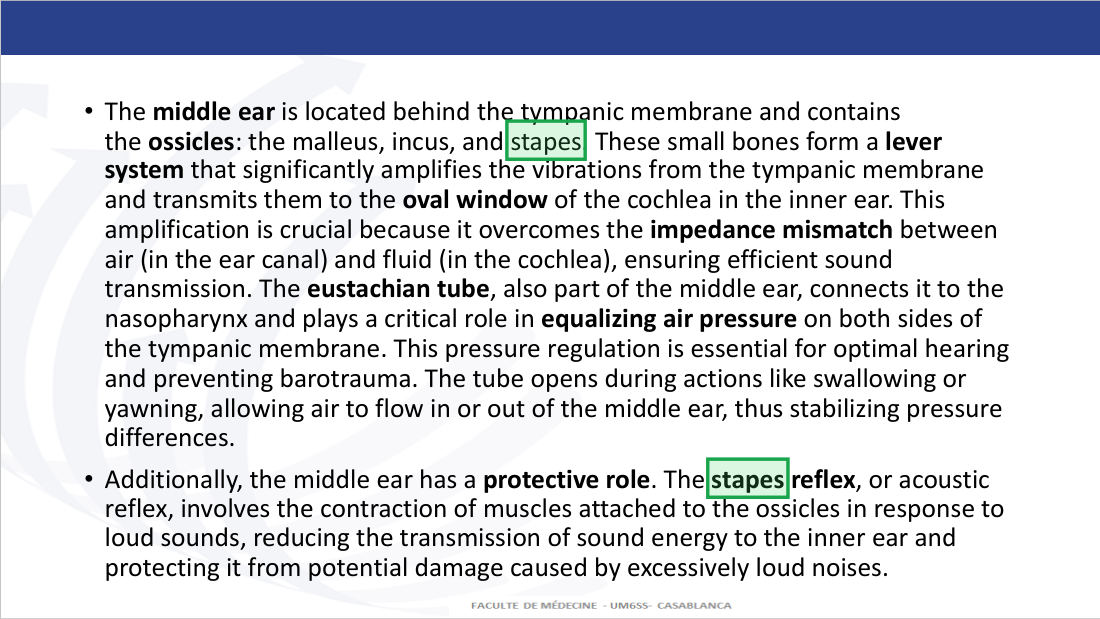 • The middle ear is located behind the tympanic membrane and contains
the ossicles: the malleus, incus, and stapes. These small bones form a lever
system that significantly amplifies the vibrations from the tympanic membrane
and transmits them to the oval window of the cochlea in the inner ear. This
amplification is crucial because it overcomes the impedance mismatch between
air (in the ear canal) and fluid (in the cochlea), ensuring efficient sound
transmission. The eustachian tube, also part of the middle ear, connects it to the
nasopharynx and plays a critical role in equalizing air pressure on both sides of
the tympanic membrane. This pressure regulation is essential for optimal hearing
and preventing barotrauma. The tube opens during actions like swallowing or
yawning, allowing air to flow in or out of the middle ear, thus stabilizing pressure
differences.
• Additionally, the middle ear has a protective role. The stapes reflex, or acoustic
reflex, involves the contraction of muscles attached to the ossicles in response to
loud sounds, reducing the transmission of sound energy to the inner ear and
protecting it from potential damage caused by excessively loud noises.
FACULTE DE MÉDECINE - UM6SS- CASABLANCA